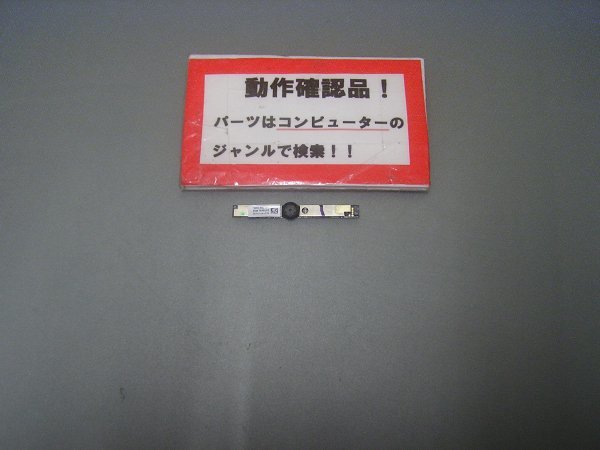 動作確認品！
パーツはコンピューターの
ジャンルで検索！！